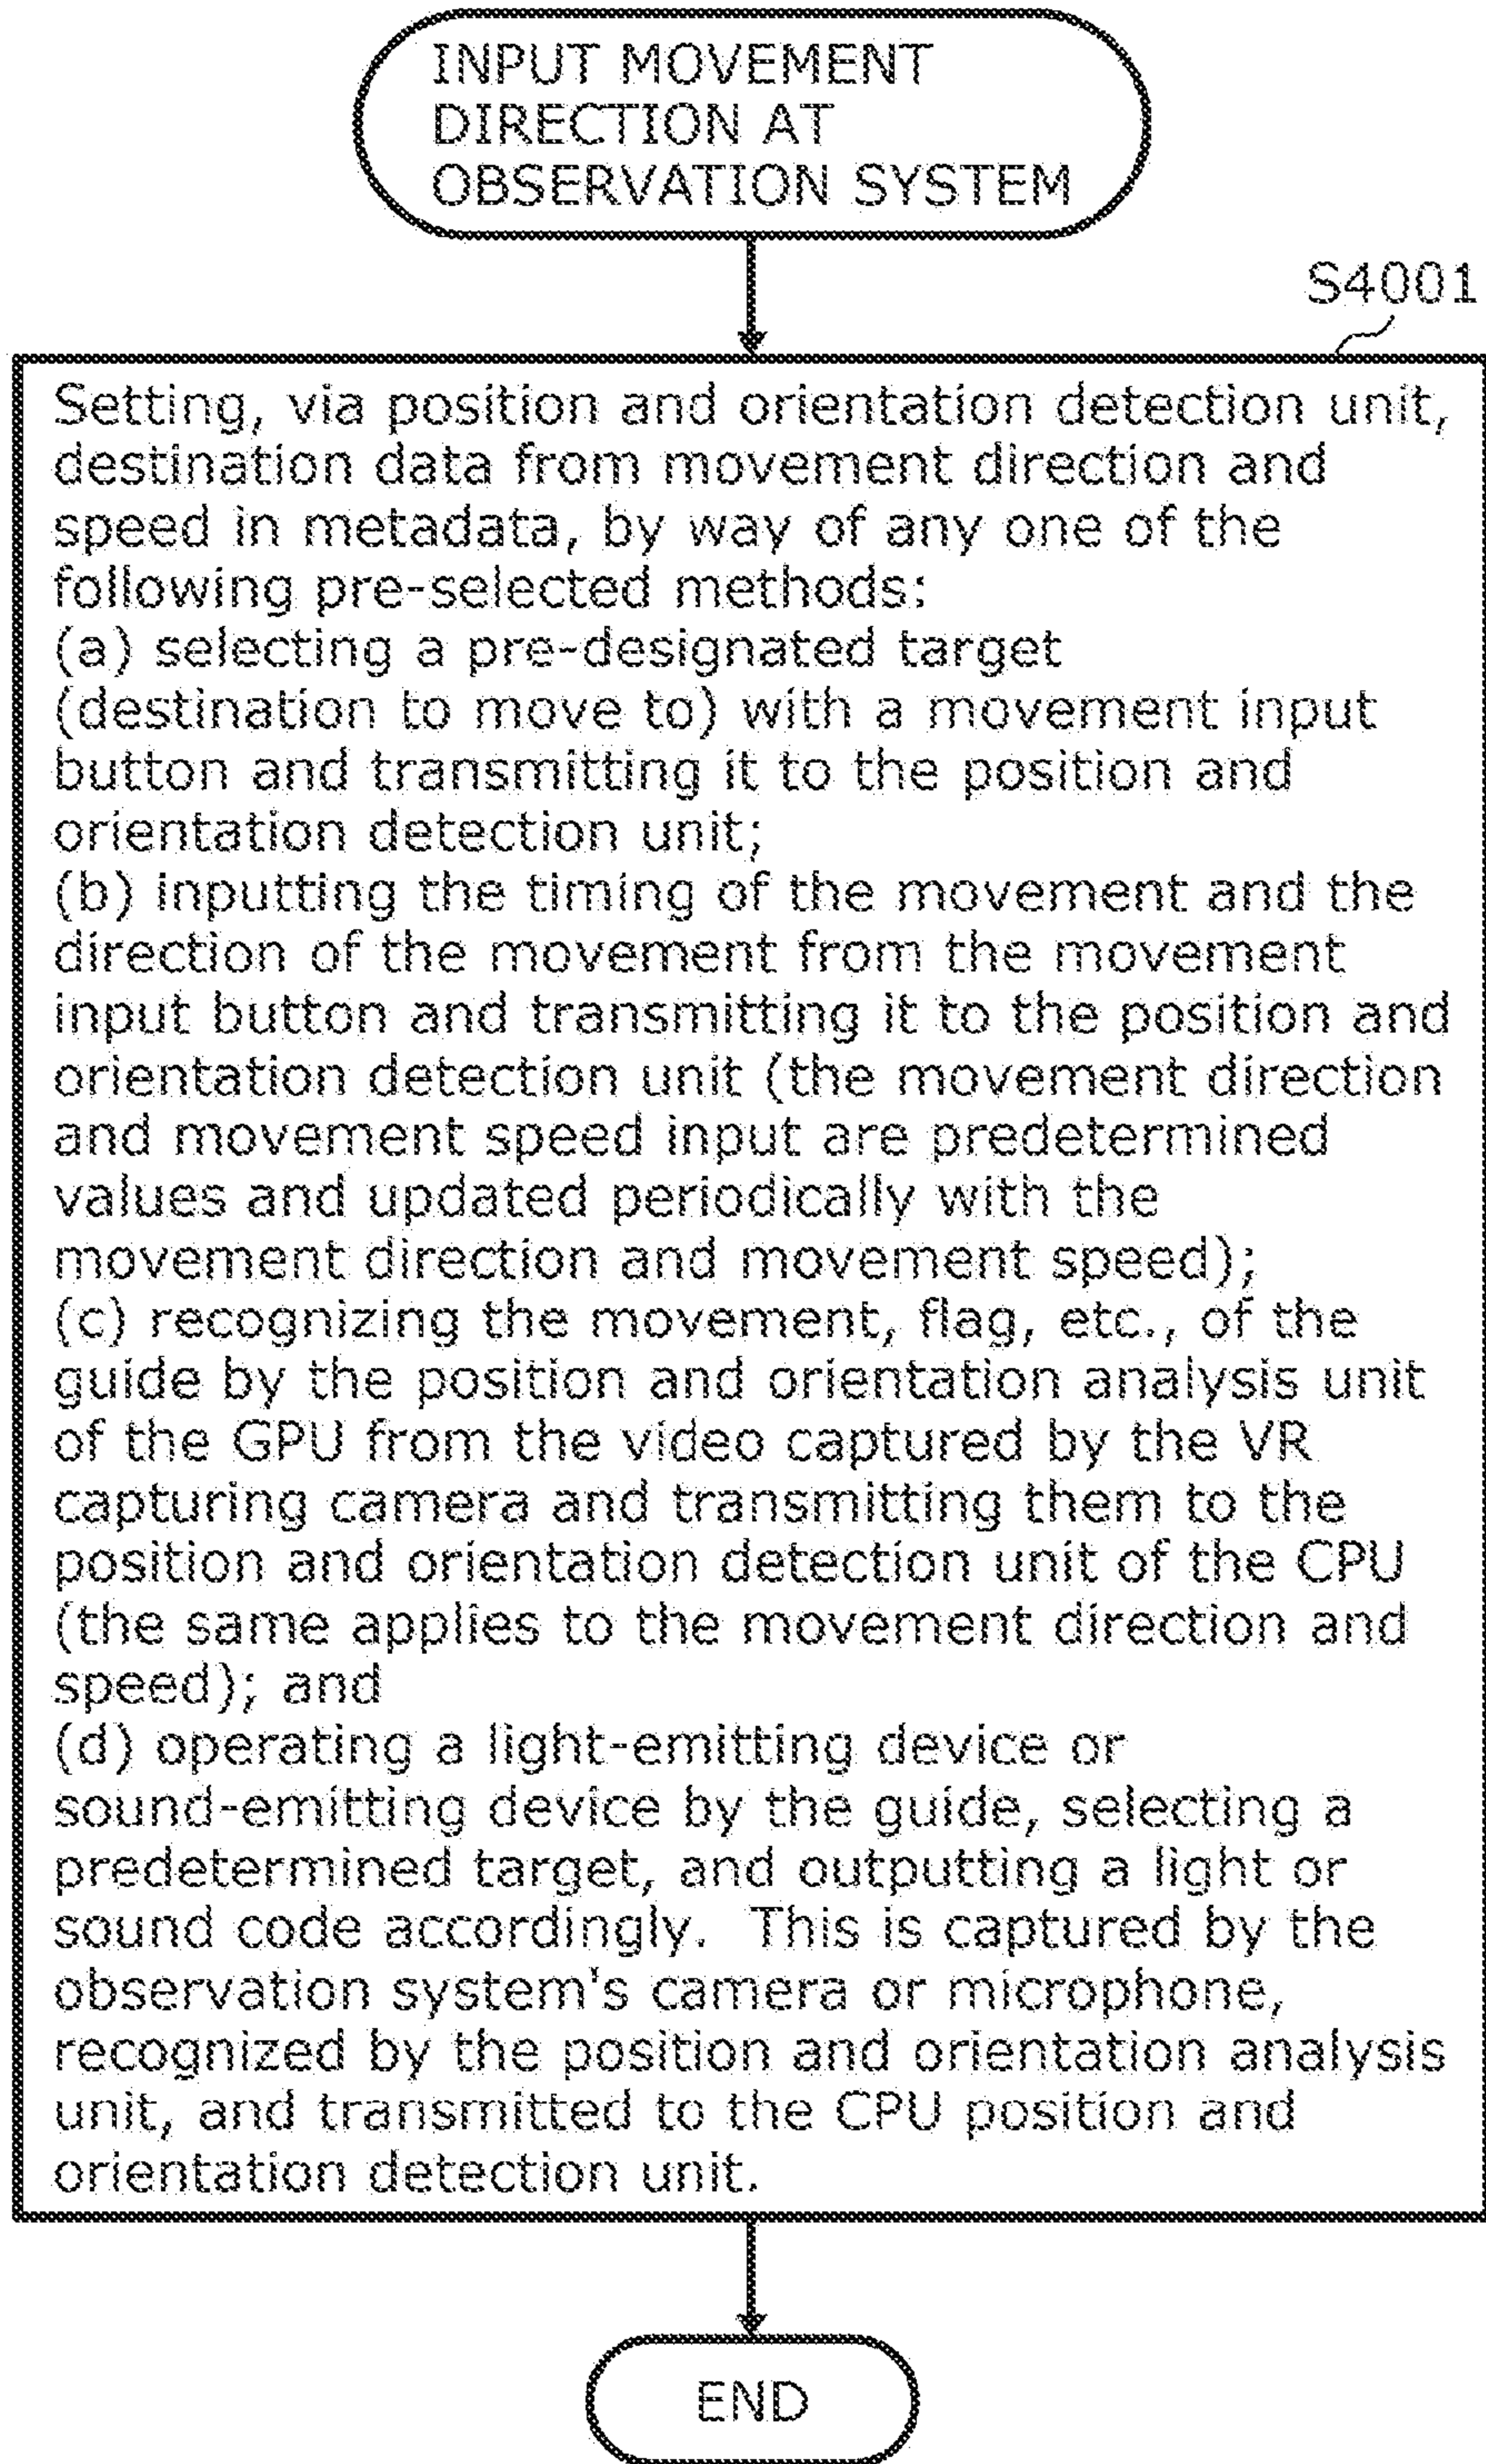 INPUT MOVEMENT
DIRECTION AT
OBSERVATION SYSTEM
S4001
Setting, via position and orientation detection unit,
destination data from movement direction and
speed in metadata, by way of any one of the
following pre-selected methods:
(a) selecting a pre-designated target
(destination to move to) with a movement input
button and transmitting it to the position and
orientation detection unit;
(b) inputting the timing of the movement and the
direction of the movement from the movement
input button and transmitting it to the position and
orientation detection unit (the movement direction
and movement speed input are predetermined
values and updated periodically with the
movement direction and movement speed);
(c) recognizing the movement, flag, etc., of the
guide by the position and orientation analysis unit
of the GPU from the video captured by the VR
capturing camera and transmitting them to the
position and orientation detection unit of the CPU
(the same applies to the movement direction and
speed); and
(d) operating a light-emitting device or
sound-emitting device by the guide, selecting a
predetermined target, and outputting a light or
sound code accordingly.  This is captured by the
observation system's camera or microphone,
recognized by the position and orientation analysis
unit, and transmitted to the CPU position and
orientation detection unit.
END